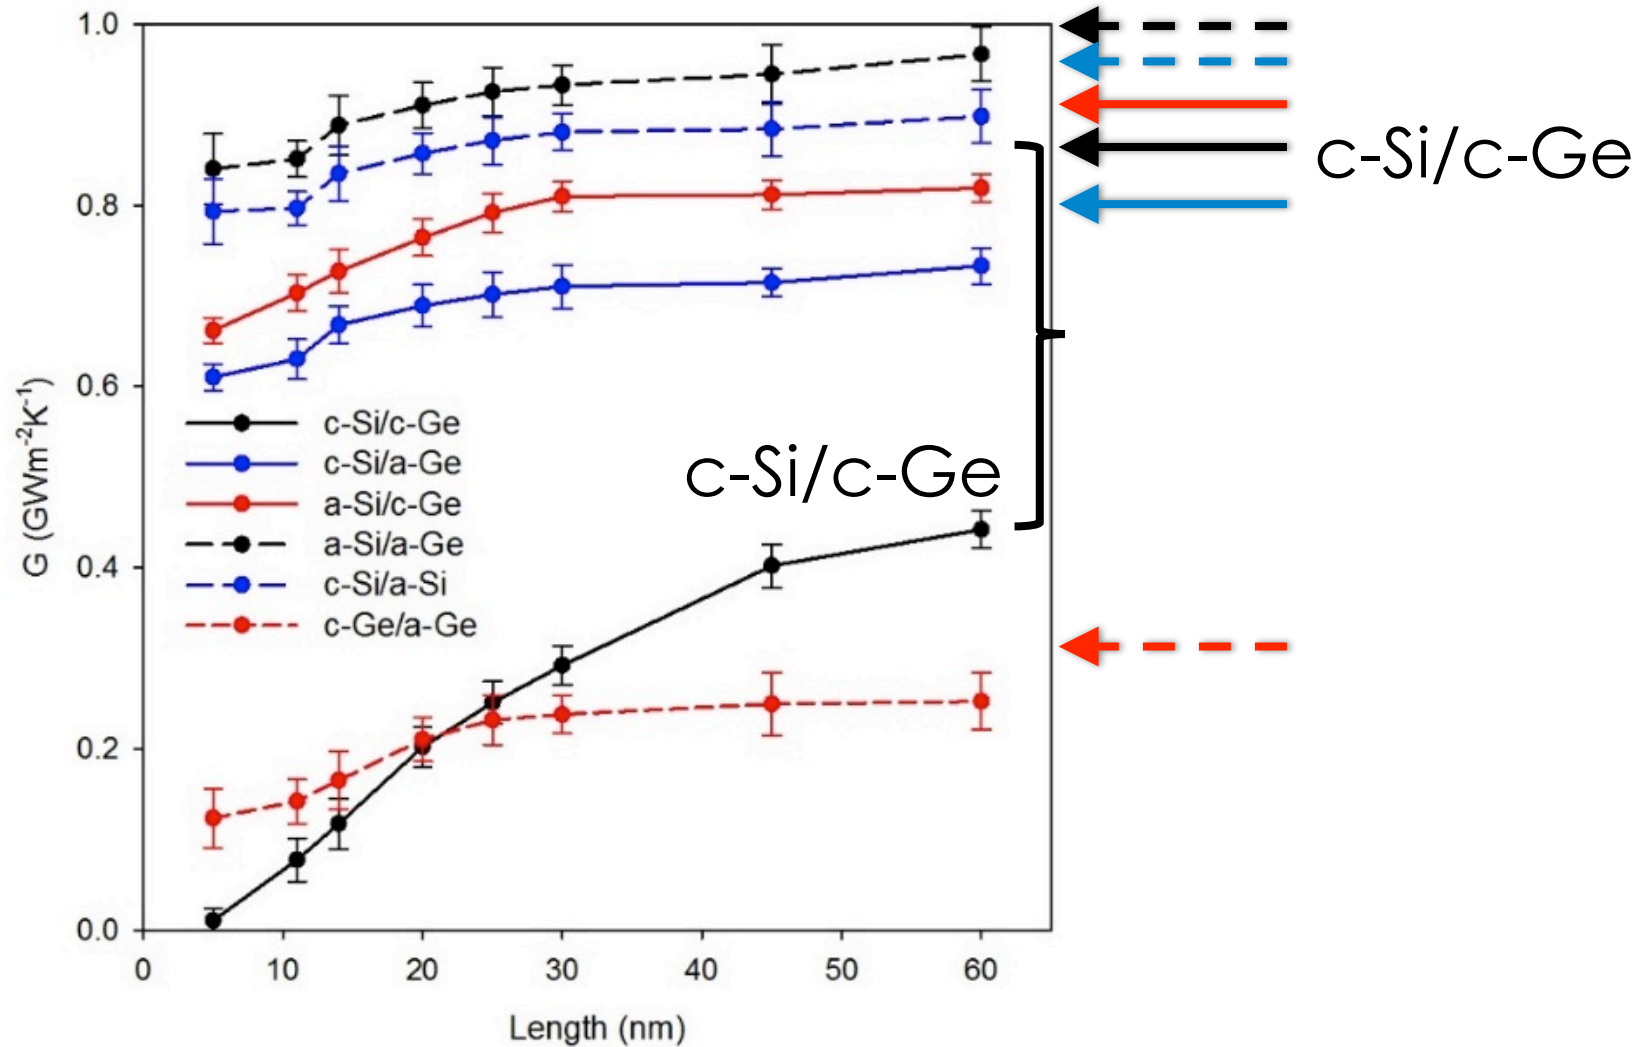 1.0
0.8
0.6
0.4
0.2
0.0
G (GWm⁻²K⁻¹)
c-Si/c-Ge
c-Si/a-Ge
a-Si/c-Ge
a-Si/a-Ge
c-Si/a-Si
c-Ge/a-Ge
c-Si/c-Ge
c-Si/c-Ge
0 10 20 30 40 50 60
Length (nm)